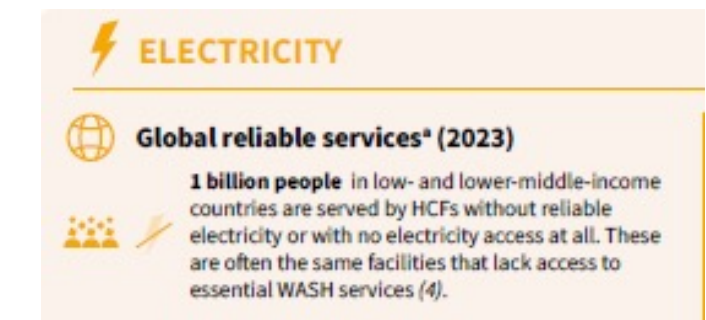 ELECTRICITY
Global reliable servicesᵃ (2023)
1 billion people in low- and lower-middle-income
countries are served by HCFs without reliable
electricity or with no electricity access at all. These
are often the same facilities that lack access to
essential WASH services (4).